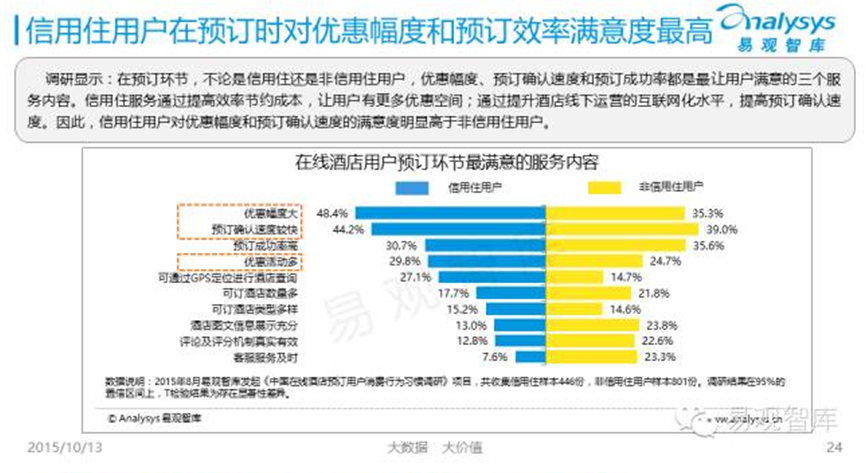 信用住用户在预订时对优惠幅度和预订效率满意度最高
analysys
易观智库
调研显示：在预订环节，不论是信用住还是非信用住用户，优惠幅度、预订确认速度和预订成功率都是最让用户满意的三个服
务内容。信用住服务通过提高效率节约成本，让用户有更多优惠空间；通过提升酒店线下运营的互联网化水平，提高预订确认速
度。因此，信用住用户对优惠幅度和预订确认速度的满意度明显高于非信用住用户。
在线酒店用户预订环节最满意的服务内容
信用住用户 非信用住用户
优惠幅度大 48.4% 35.3%
预订确认速度较快 44.2% 39.0%
预订成功率高 30.7% 35.6%
优惠活动多 29.8% 24.7%
可通过GPS定位进行酒店查询 27.1% 14.7%
可订酒店数量多 17.7% 21.8%
可订酒店类型多样 15.2% 14.6%
酒店图文信息展示充分 13.0% 23.8%
评论及评分机制真实有效 12.8% 22.6%
客服服务及时 7.6% 23.3%
易观智库
数据说明：2015年8月易观智库发起《中国在线酒店预订用户消费行为习惯调研》项目，共收集信用住样本446份，非信用住用户样本801份。调研结果在95%的
置信区间上，T检验结果为存在显著性差异。
© Analysys 易观智库 www.analysys.cn
易观智库
2015/10/13 大数据 大价值 24